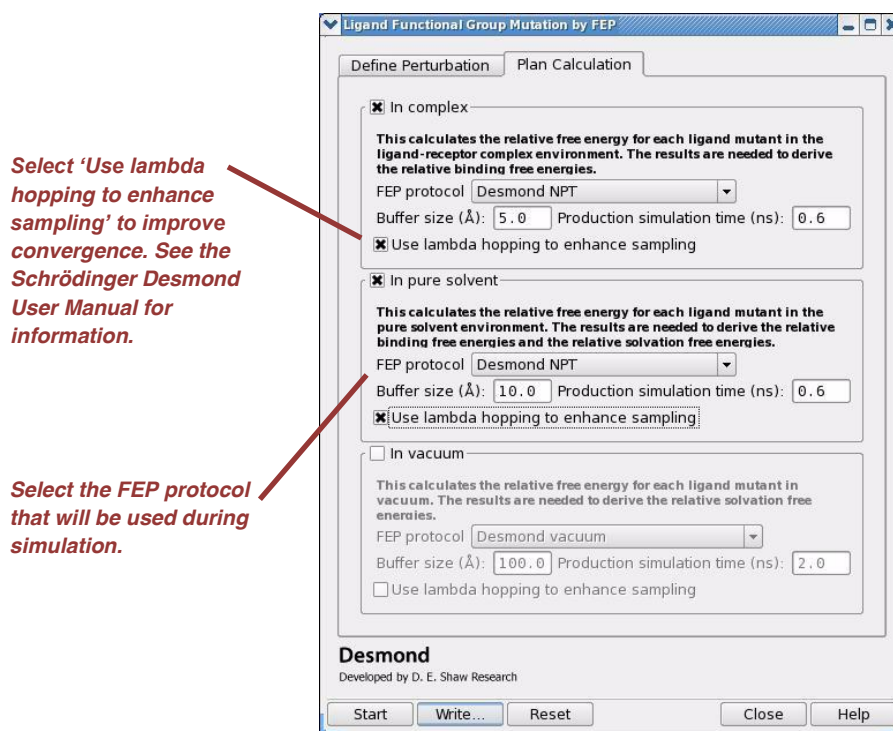 Ligand Functional Group Mutation by FEP
Define Perturbation
Plan Calculation
In complex
This calculates the relative free energy for each ligand mutant in the
ligand-receptor complex environment. The results are needed to derive
the relative binding free energies.
FEP protocol Desmond NPT
Buffer size (Å): 5.0 Production simulation time (ns): 0.6
Use lambda hopping to enhance sampling
Select ‘Use lambda
hopping to enhance
sampling’ to improve
convergence. See the
Schrödinger Desmond
User Manual for
information.
In pure solvent
This calculates the relative free energy for each ligand mutant in the
pure solvent environment. The results are needed to derive the relative
binding free energies and the relative solvation free energies.
FEP protocol Desmond NPT
Buffer size (Å): 10.0 Production simulation time (ns): 0.6
Use lambda hopping to enhance sampling
Select the FEP protocol
that will be used during
simulation.
In vacuum
This calculates the relative free energy for each ligand mutant in
vacuum. The results are needed to derive the relative solvation free
energies.
FEP protocol Desmond vacuum
Buffer size (Å): 100.0 Production simulation time (ns): 2.0
Use lambda hopping to enhance sampling
Desmond
Developed by D. E. Shaw Research
Start Write... Reset Close Help